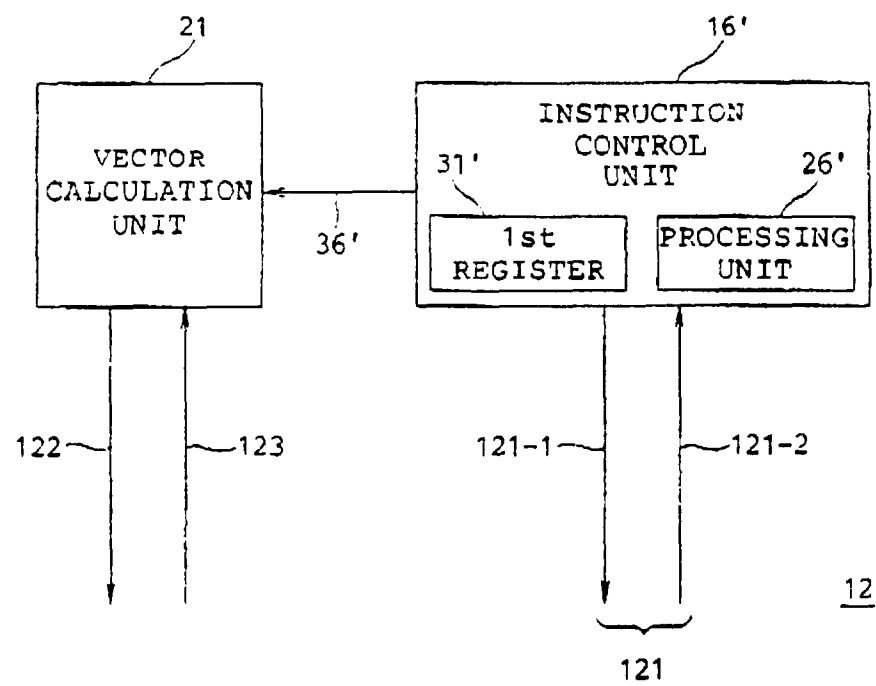 21
16'
VECTOR
CALCULATION
UNIT
INSTRUCTION
CONTROL
UNIT
31'
26'
36'
1st
REGISTER
PROCESSING
UNIT
122
123
121-1
121-2
12
121